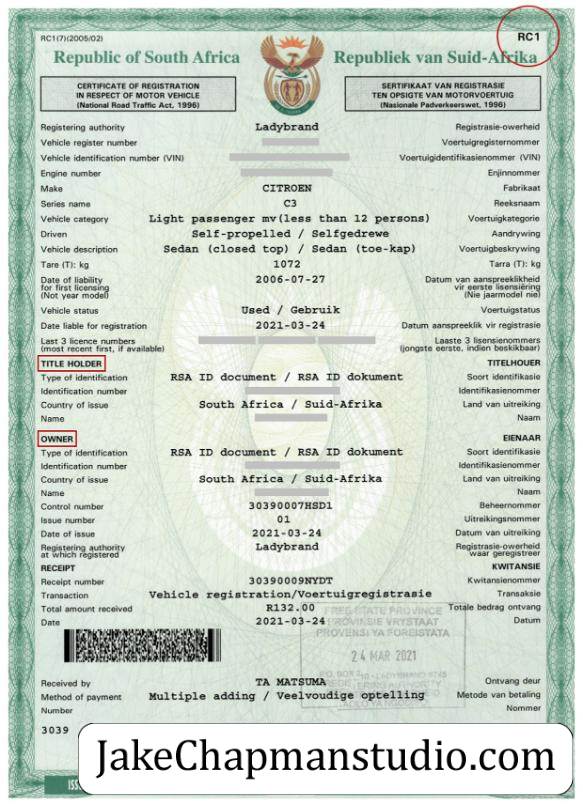 RC1(7)(2005/02)
RC1
Republic of South Africa Republiek van Suid-Afrika
CERTIFICATE OF REGISTRATION
IN RESPECT OF MOTOR VEHICLE
(National Road Traffic Act, 1996)
SERTIFIKAAT VAN REGISTRASIE
TEN OPSIGTE VAN MOTORVOERTUIG
(Nasionale Padverkeerswet, 1996)
Registering authority Ladybrand Registrasie-owerheid
Vehicle register number Voertuigregisternommer
Vehicle identification number (VIN) Voertuigidentifikasienommer (VIN)
Engine number Enjinnommer
Make CITROEN Fabrikaat
Series name C3 Reeksnaam
Vehicle category Light passenger mv(less than 12 persons) Voertuigkategorie
Driven Self-propelled / Selfgedrewe Aandrywing
Vehicle description Sedan (closed top) / Sedan (toe-kap) Voertuigbeskrywing
Tare (T): kg 1072 Tarra (T): kg
Date of liability
for first licensing
(Not year model)
2006-07-27
Datum van aanspreeklikheid
vir eerste lisensiëring
(Nie jaarmodel nie)
Vehicle status Used / Gebruik Voertuigstatus
Date liable for registration 2021-03-24 Datum aanspreeklik vir registrasie
Last 3 licence numbers
(most recent first, if available)
Laaste 3 lisensienommers
(jongste eerste, indien beskikbaar)
TITLE HOLDER TITELHOUER
Type of identification RSA ID document / RSA ID dokument Soort identifikasie
Identification number Identifikasienommer
Country of issue South Africa / Suid-Afrika Land van uitreiking
Name Naam
OWNER EIENAAR
Type of identification RSA ID document / RSA ID dokument Soort identifikasie
Identification number Identifikasienommer
Country of issue South Africa / Suid-Afrika Land van uitreiking
Name Naam
Control number 30390007HSD1 Beheernommer
Issue number 01 Uitreikingsnommer
Date of issue 2021-03-24 Datum van uitreiking
Registering authority
at which registered
Ladybrand
Registrasie-owerheid
waar geregistreer
RECEIPT KWITANSIE
Receipt number 30390009NYDT Kwitansienommer
Transaction Vehicle registration/Voertuigregistrasie Transaksie
Total amount received R132.00 Totale bedrag ontvang
Date 2021-03-24 Datum
FREE STATE PROVINCE
PROVINSIE VRYSTAAT
PROVENSI YA FOREISTATA
24 MAR 2021
LADYBRAND 9745
Received by TA MATSUMA Ontvang deur
Method of payment Multiple adding / Veelvoudige optelling Metode van betaling
Number Nommer
3039
JakeChapmanstudio.com